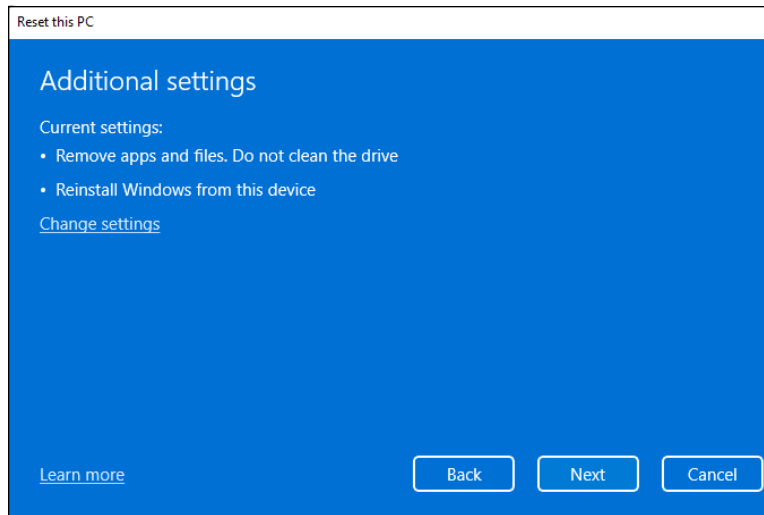 Reset this PC
Additional settings
Current settings:
• Remove apps and files. Do not clean the drive
• Reinstall Windows from this device
Change settings
Learn more
Back
Next
Cancel